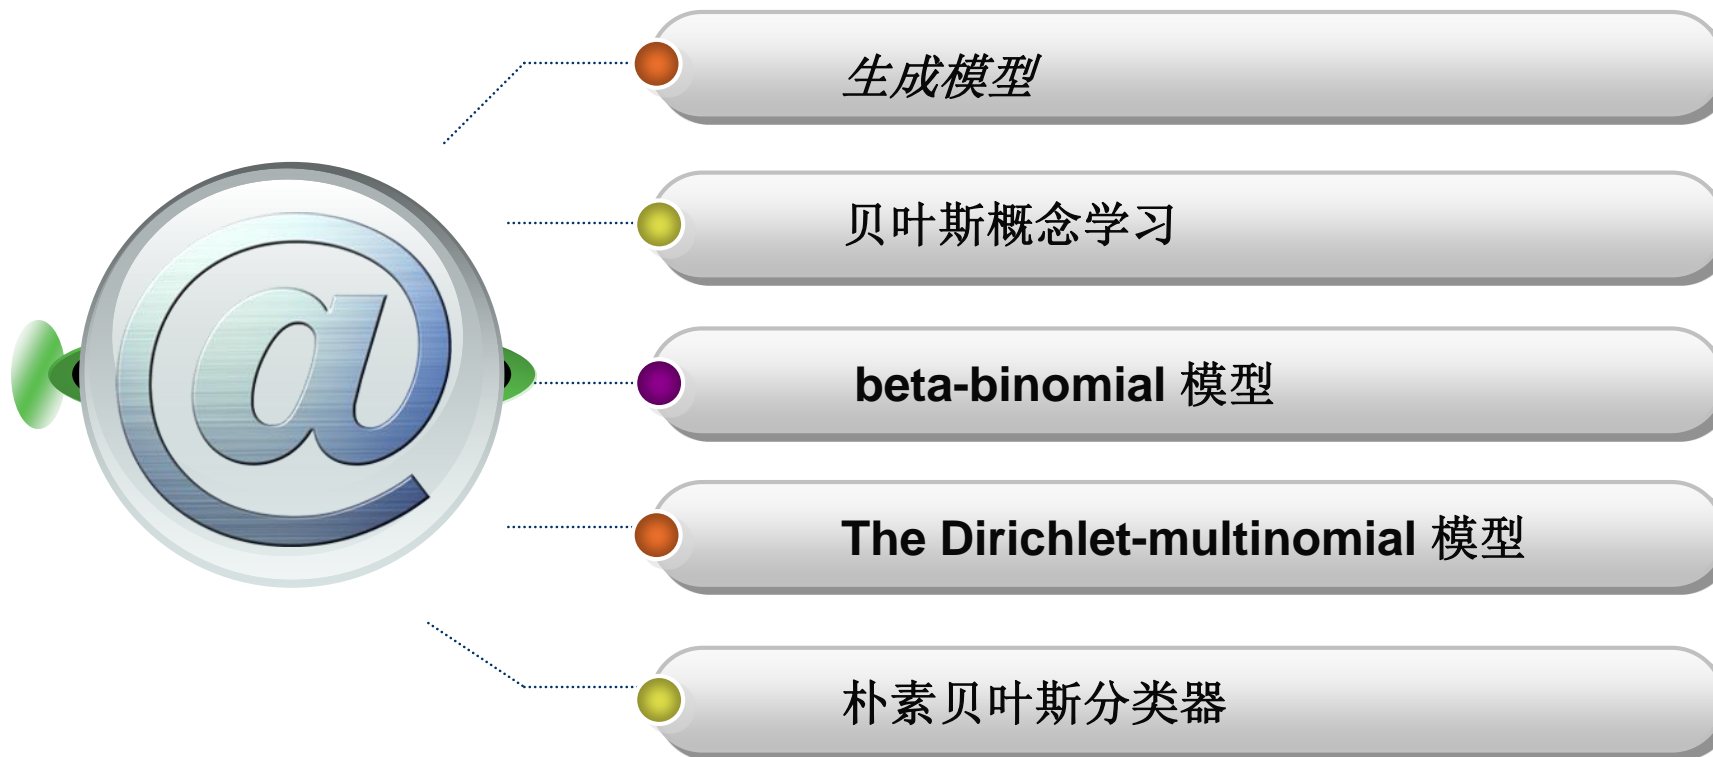 生成模型
贝叶斯概念学习
beta-binomial 模型
The Dirichlet-multinomial 模型
朴素贝叶斯分类器
@